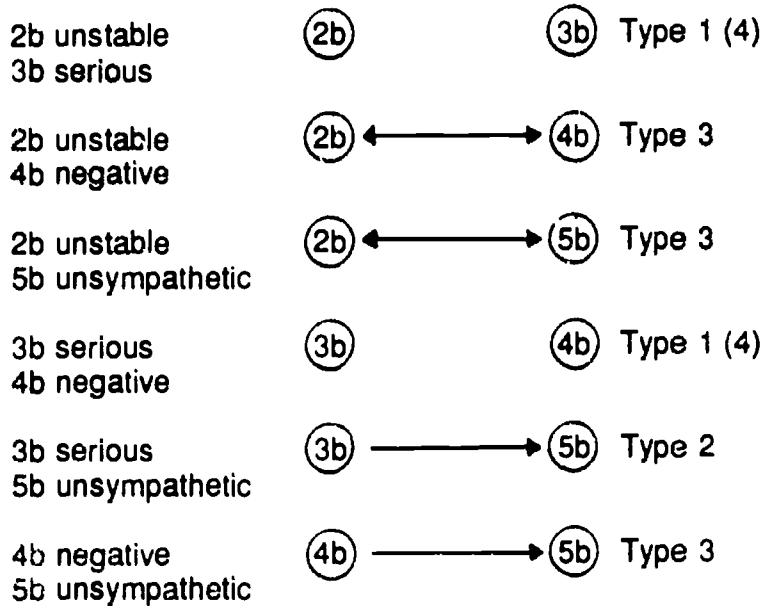 2b unstable 2b 3b Type 1 (4)
3b serious
2b unstable 2b 4b Type 3
4b negative
2b unstable 2b 5b Type 3
5b unsympathetic
3b serious 3b 4b Type 1 (4)
4b negative
3b serious 3b 5b Type 2
5b unsympathetic
4b negative 4b 5b Type 3
5b unsympathetic